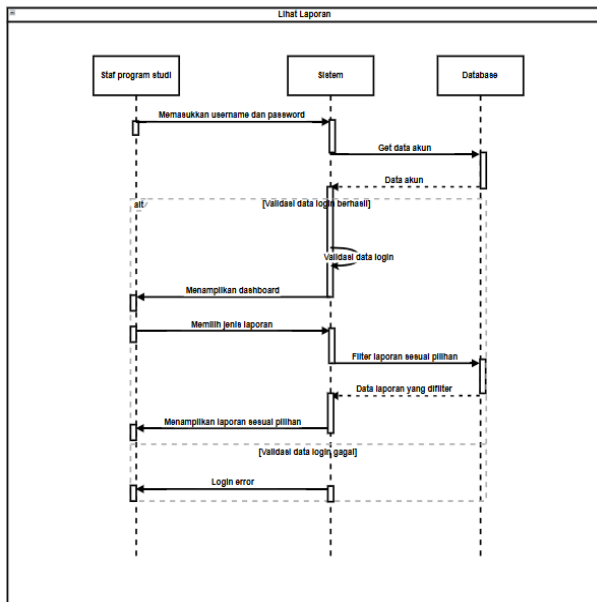 Lihat Laporan
Staf program studi
Sistem
Database
Memasukkan username dan password
Get data akun
Data akun
alt
[Validasi data login berhasil]
Validasi data login
Menampilkan dashboard
Memilih jenis laporan
Filter laporan sesuai pilihan
Data laporan yang difilter
Menampilkan laporan sesuai pilihan
[Validasi data login gagal]
Login error